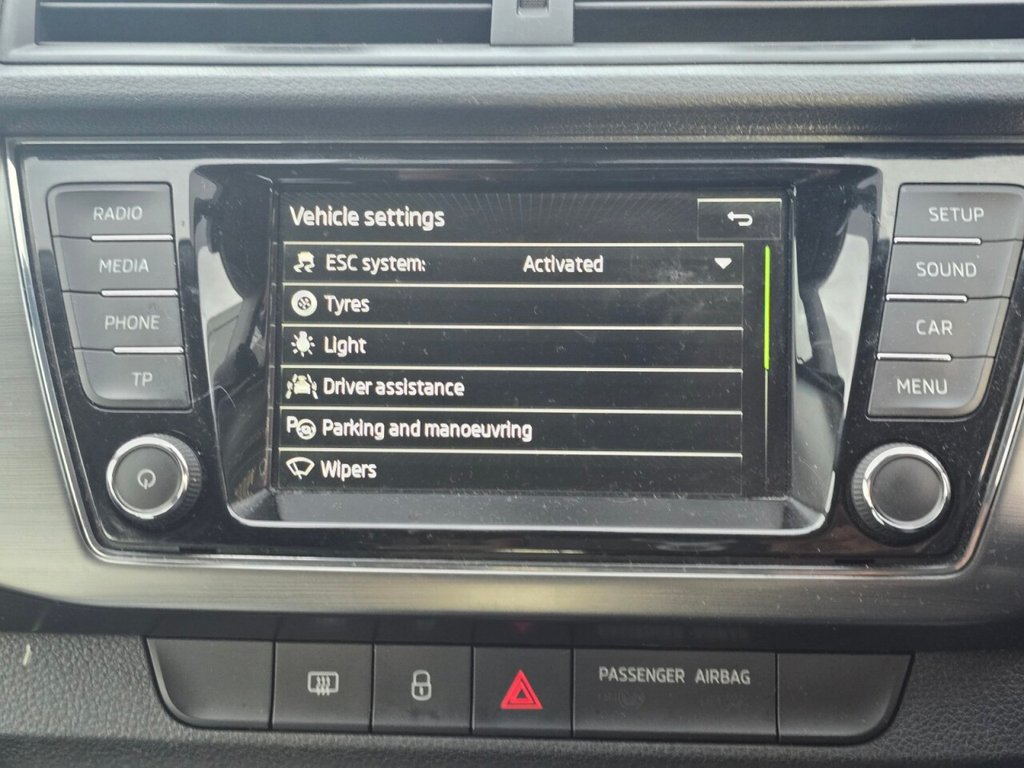 RADIO
MEDIA
PHONE
TP
Vehicle settings
ESC system: Activated
Tyres
Light
Driver assistance
P Parking and manoeuvring
Wipers
SETUP
SOUND
CAR
MENU
PASSENGER AIRBAG